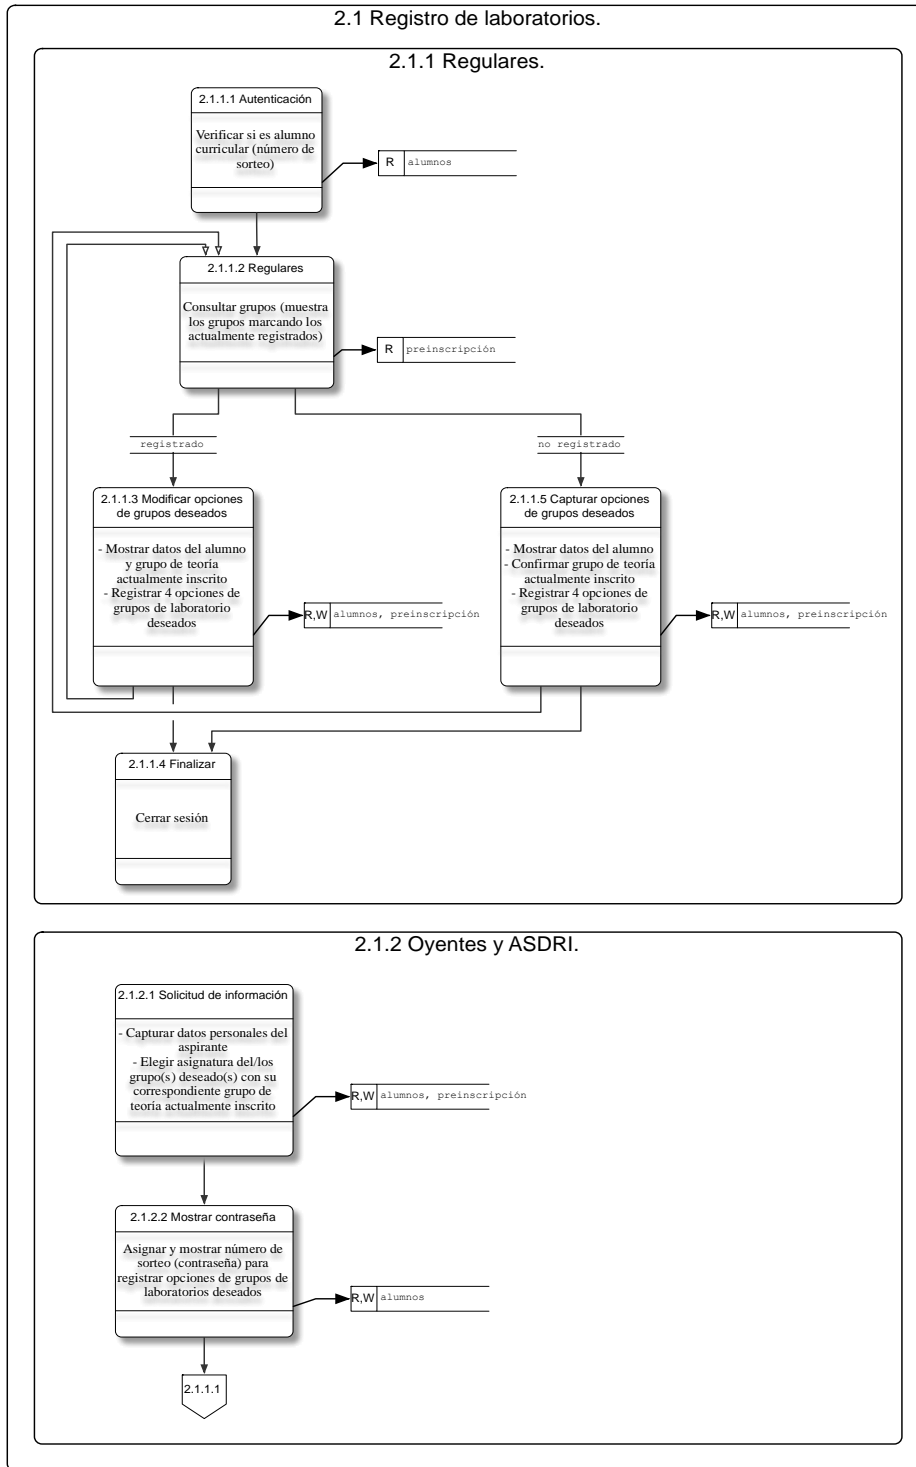 2.1 Registro de laboratorios.
2.1.1 Regulares.
2.1.1.1 Autenticación
Verificar si es alumno
curricular (número de
sorteo)
R alumnos
2.1.1.2 Regulares
Consultar grupos (muestra
los grupos marcando los
actualmente registrados)
R preinscripción
registrado
no registrado
2.1.1.3 Modificar opciones
de grupos deseados
- Mostrar datos del alumno
y grupo de teoría
actualmente inscrito
- Registrar 4 opciones de
grupos de laboratorio
deseados
R,W alumnos, preinscripción
2.1.1.5 Capturar opciones
de grupos deseados
- Mostrar datos del alumno
- Confirmar grupo de teoría
actualmente inscrito
- Registrar 4 opciones de
grupos de laboratorio
deseados
R,W alumnos, preinscripción
2.1.1.4 Finalizar
Cerrar sesión
2.1.2 Oyentes y ASDRI.
2.1.2.1 Solicitud de información
- Capturar datos personales del
aspirante
- Elegir asignatura del/los
grupo(s) deseado(s) con su
correspondiente grupo de
teoría actualmente inscrito
R,W alumnos, preinscripción
2.1.2.2 Mostrar contraseña
Asignar y mostrar número de
sorteo (contraseña) para
registrar opciones de grupos de
laboratorios deseados
R,W alumnos
2.1.1.1